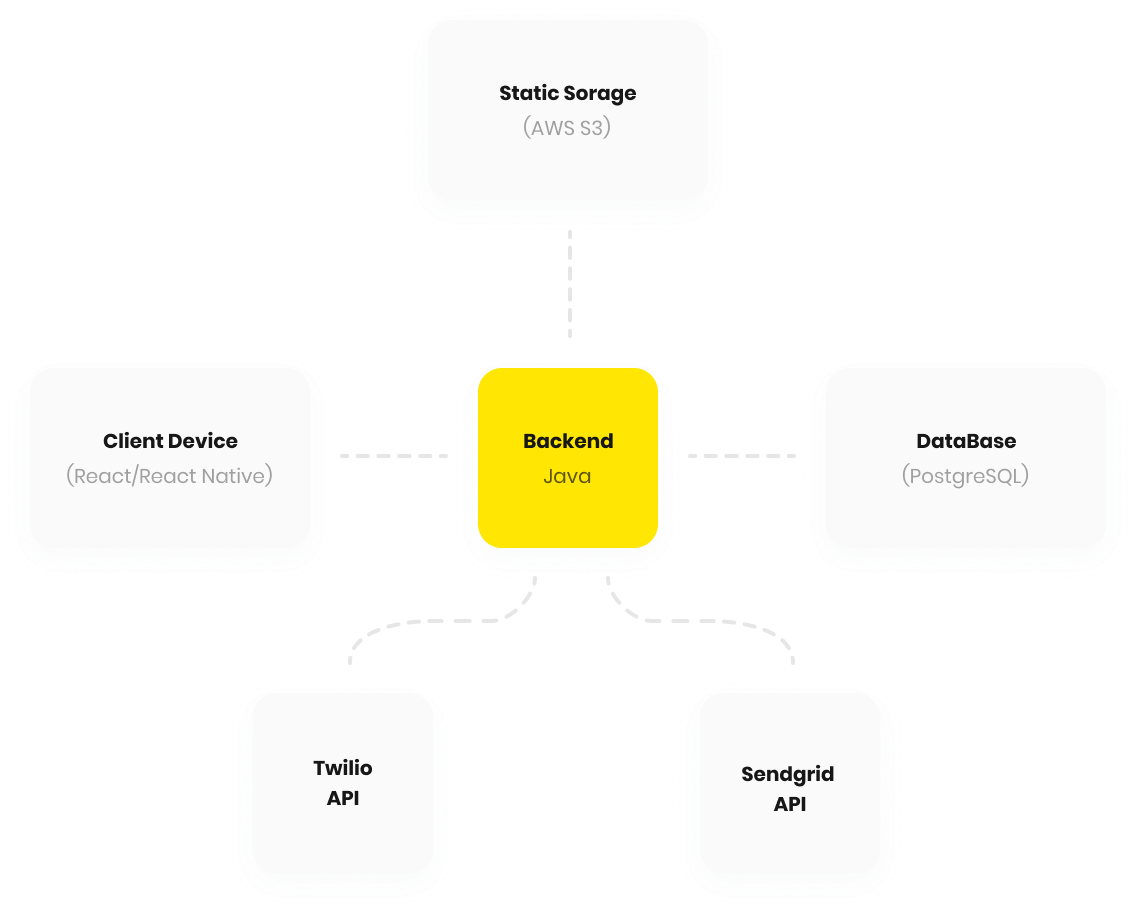 Static Sorage
(AWS S3)
Client Device
(React/React Native)
Backend
Java
DataBase
(PostgreSQL)
Twilio
API
Sendgrid
API